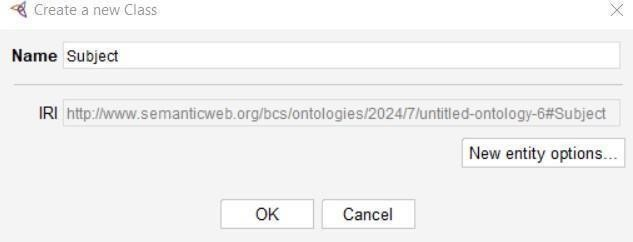 Create a new Class
Name Subject
IRI http://www.semanticweb.org/bcs/ontologies/2024/7/untitled-ontology-6#Subject
New entity options...
OK Cancel